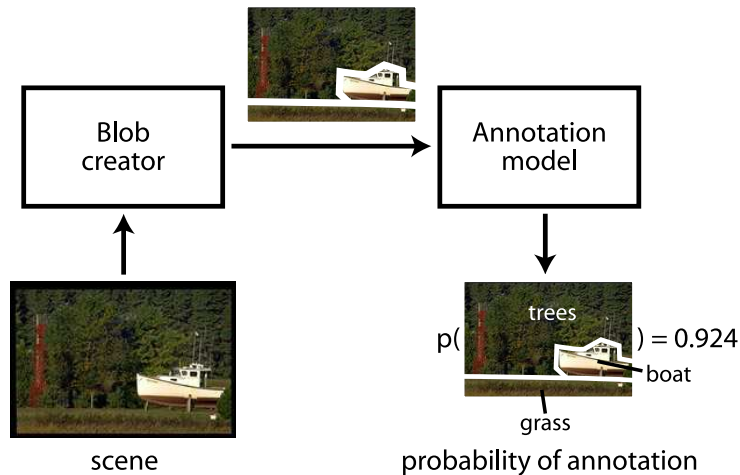 Blob
creator
Annotation
model
trees
p( ) = 0.924
boat
grass
scene
probability of annotation